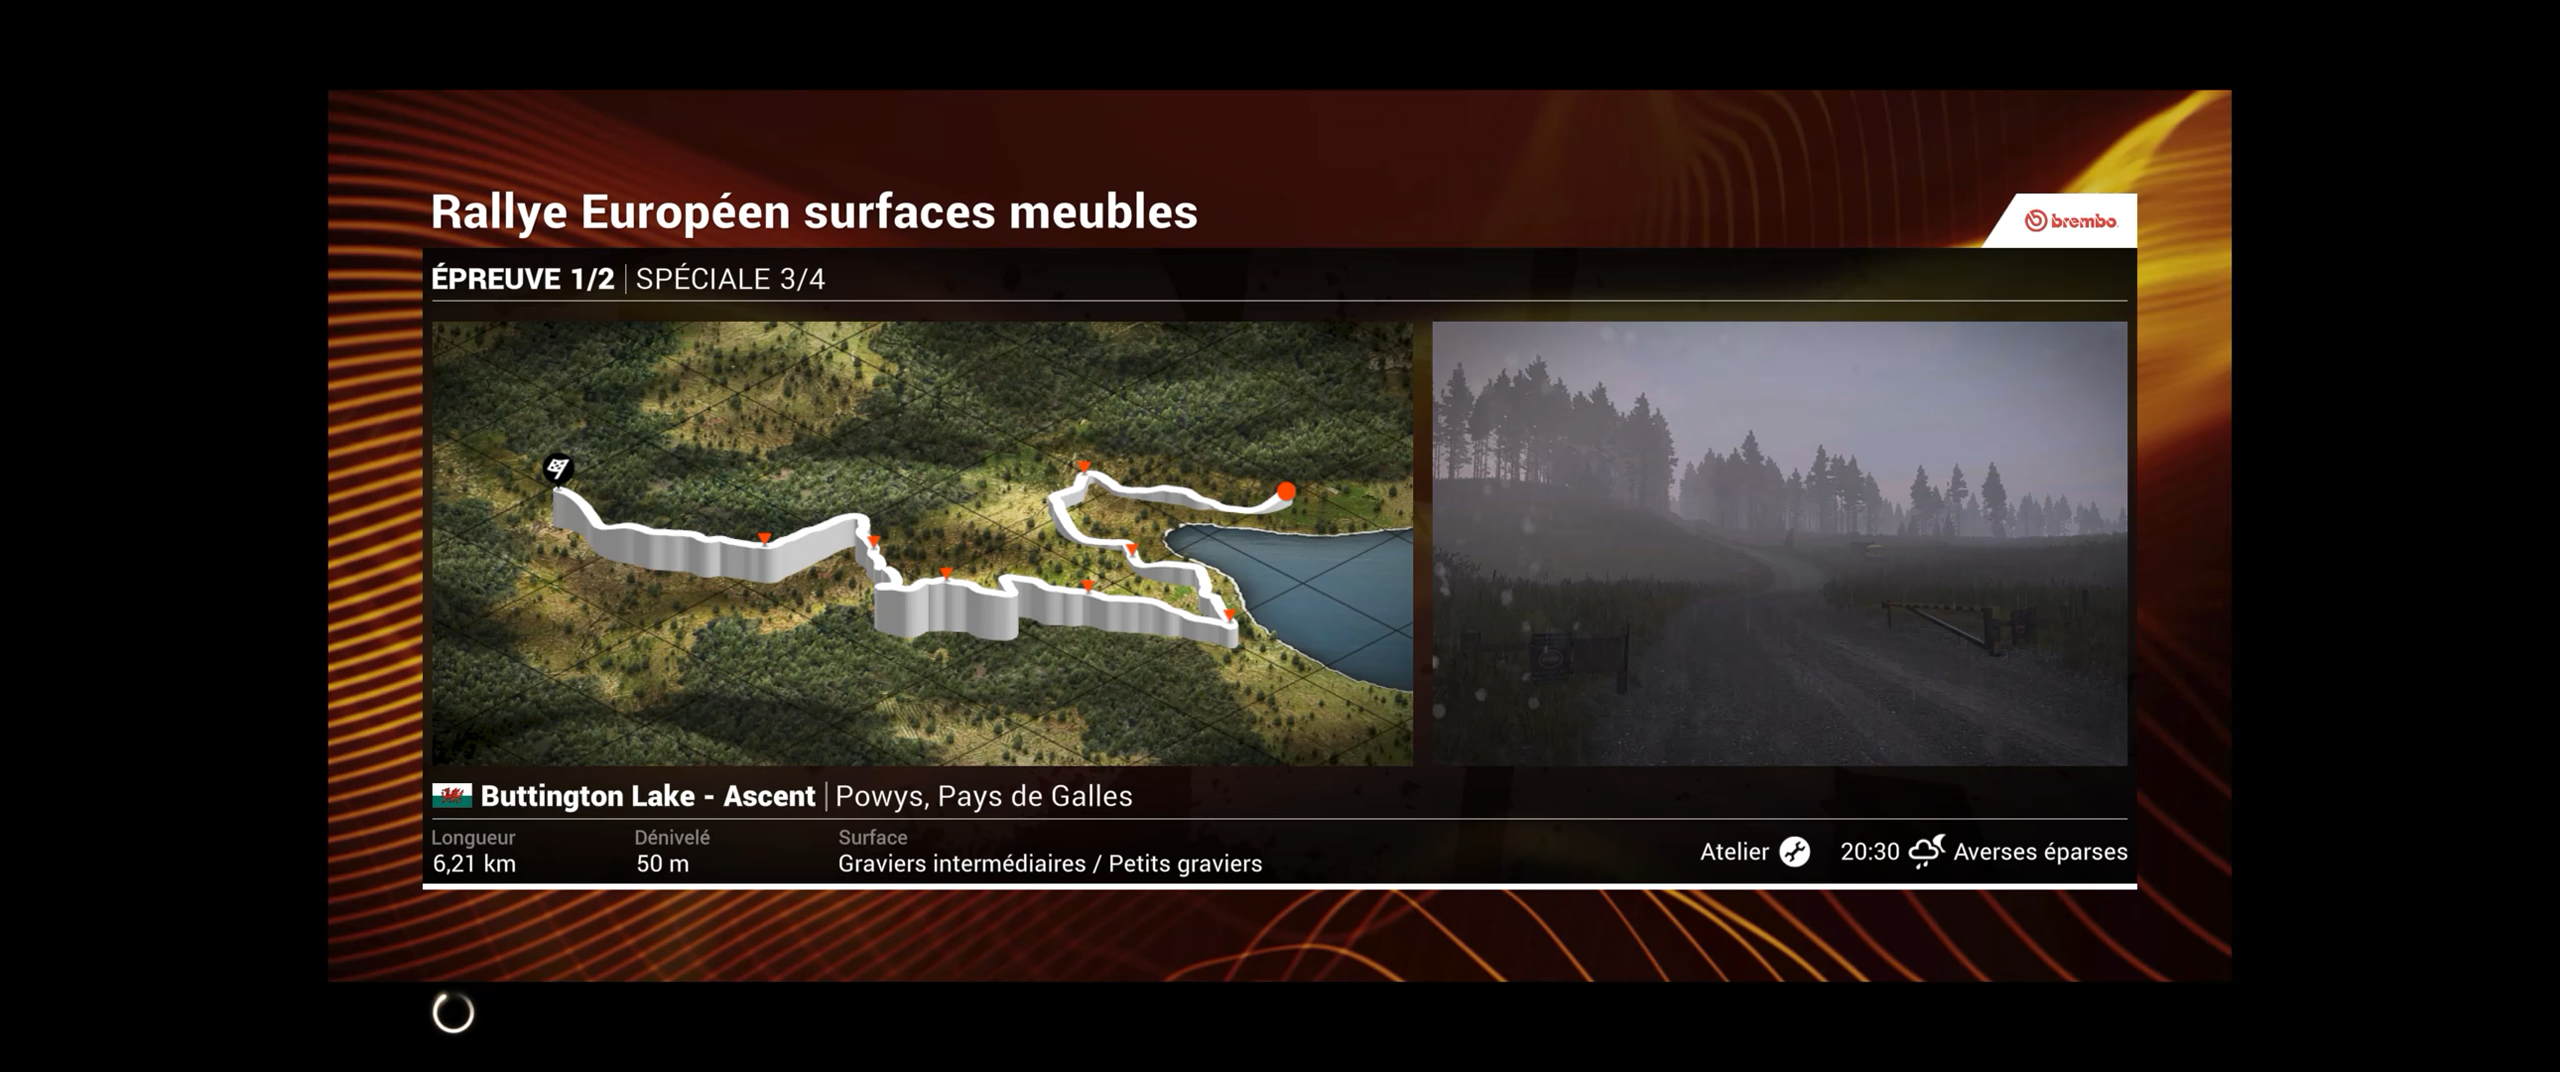 Rallye Européen surfaces meubles
brembo
ÉPREUVE 1/2 | SPÉCIALE 3/4
Buttington Lake - Ascent | Powys, Pays de Galles
Longueur
6,21 km
Dénivelé
50 m
Surface
Graviers intermédiaires / Petits graviers
Atelier 20:30 Averses éparses